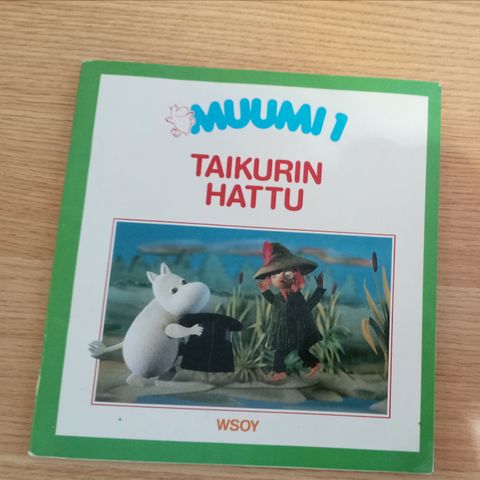 MUUMI 1
TAIKURIN
HATTU
WSOY